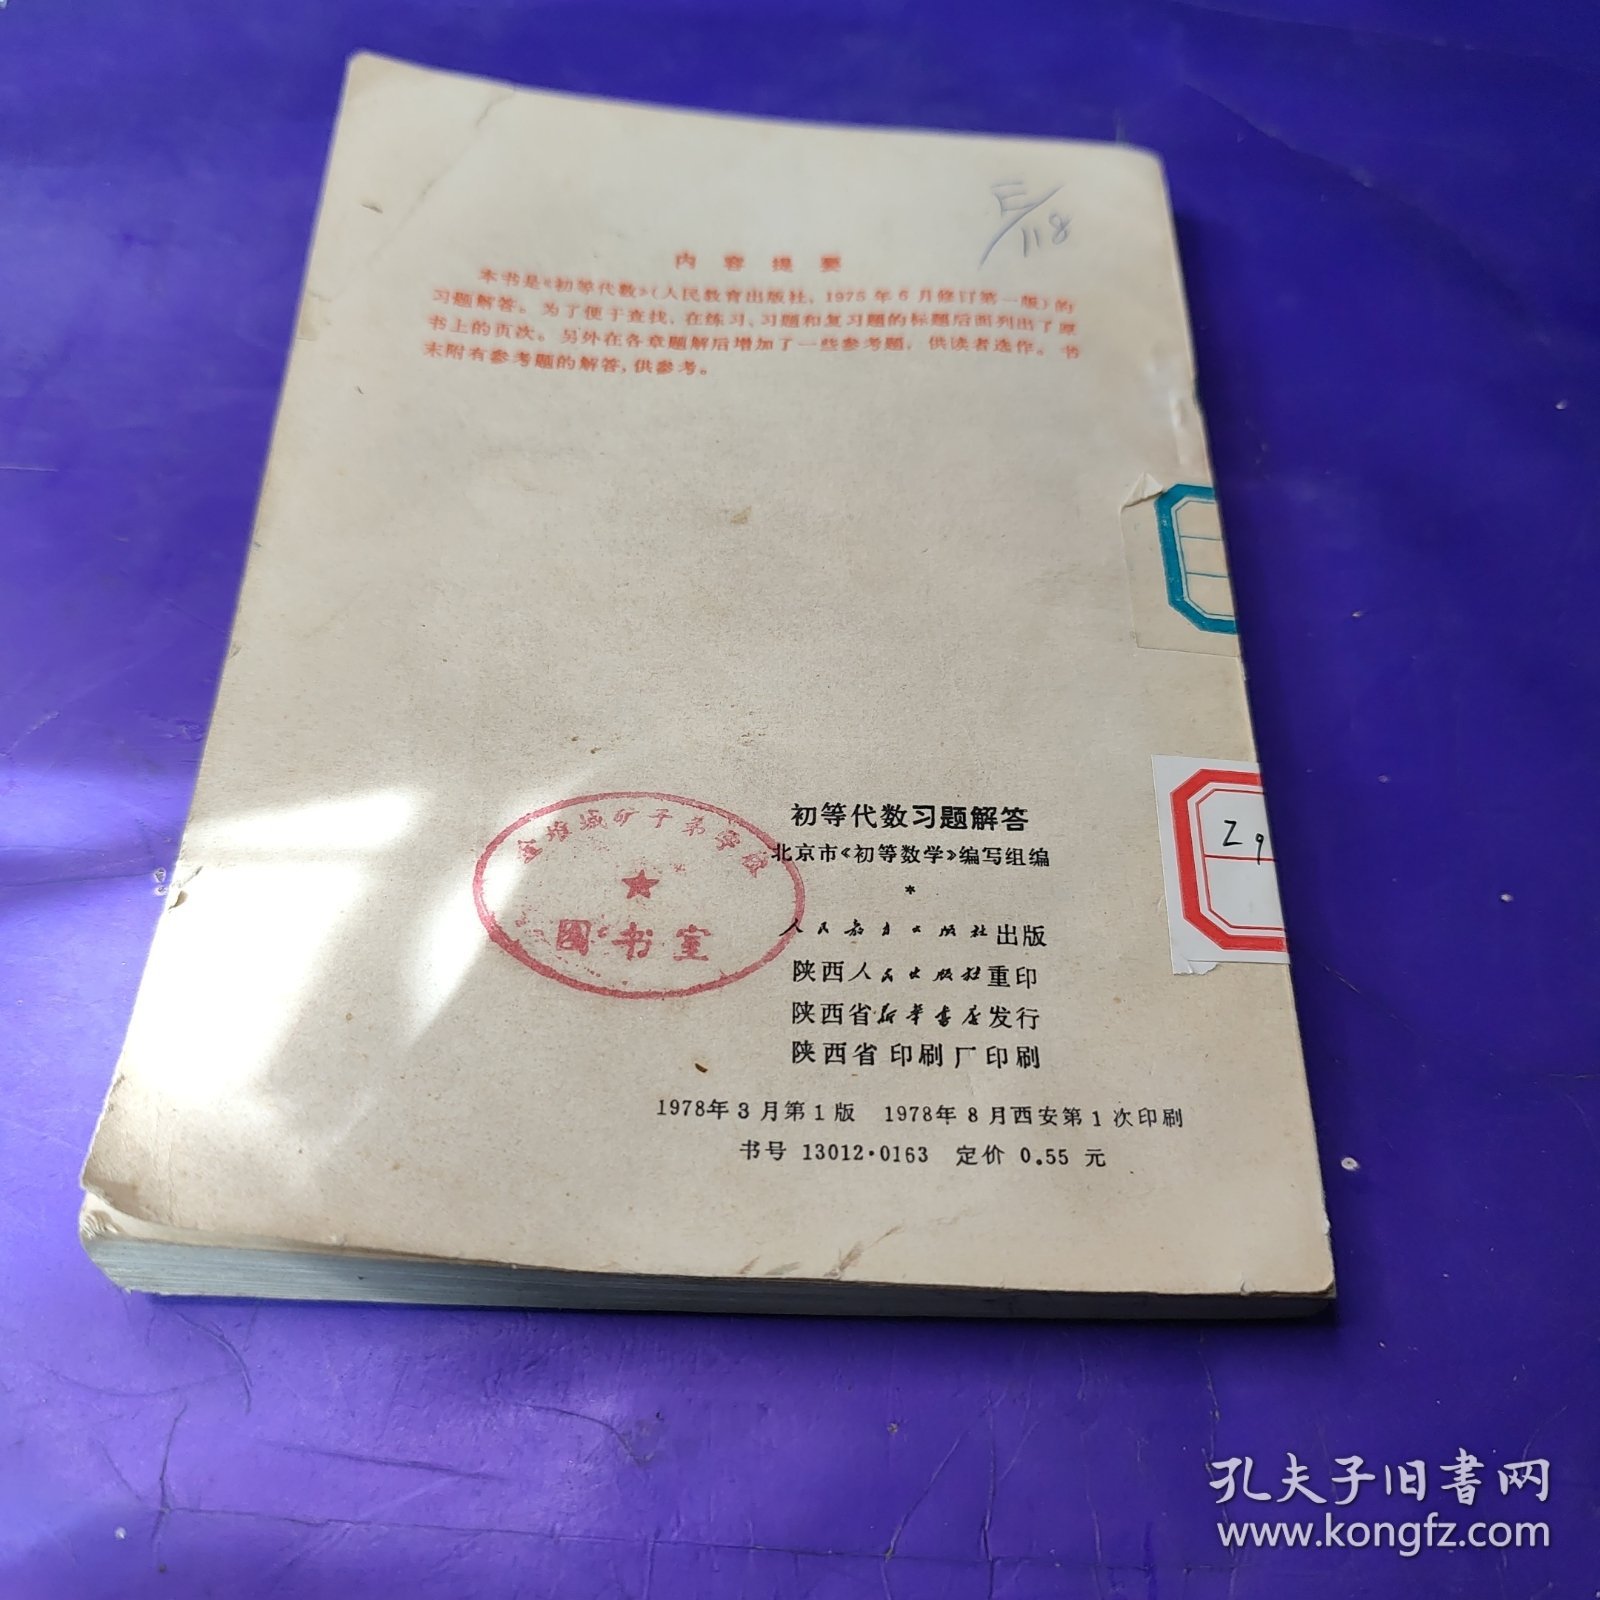 E/118
内容提要
本书是《初等代数》(人民教育出版社，1975年6月修订第一版)的
习题解答。为了便于查找，在练习、习题和复习题的标题后面列出了原
书上的页次。另外在各章题解后增加了一些参考题，供读者选作。书
末附有参考题的解答，供参考。
Zq
初等代数习题解答
北京市《初等数学》编写组编
*
人民教育出版社出版
陕西人民出版社重印
陕西省新华书店发行
陕西省印刷厂印刷
1978年3月第1版 1978年8月西安第1次印刷
书号 13012·0163 定价 0.55 元
金堆城矿子弟学校
图书室
孔夫子旧書网
www.kongfz.com